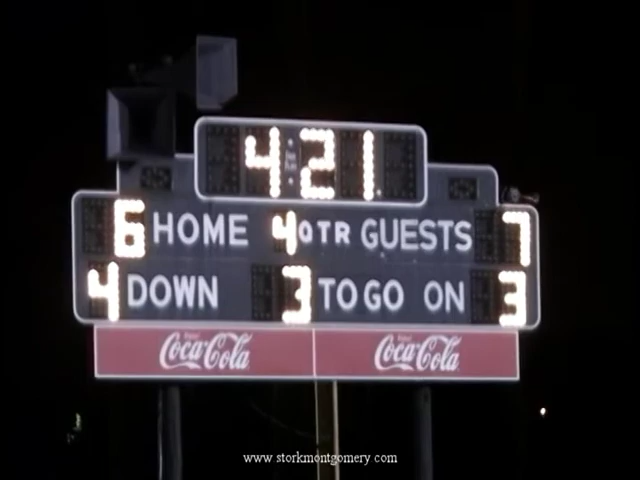 4:21
6 HOME 4 QTR GUESTS 7
4 DOWN 3 TO GO ON 3
Coca-Cola Coca-Cola
www.storkmontgomery.com